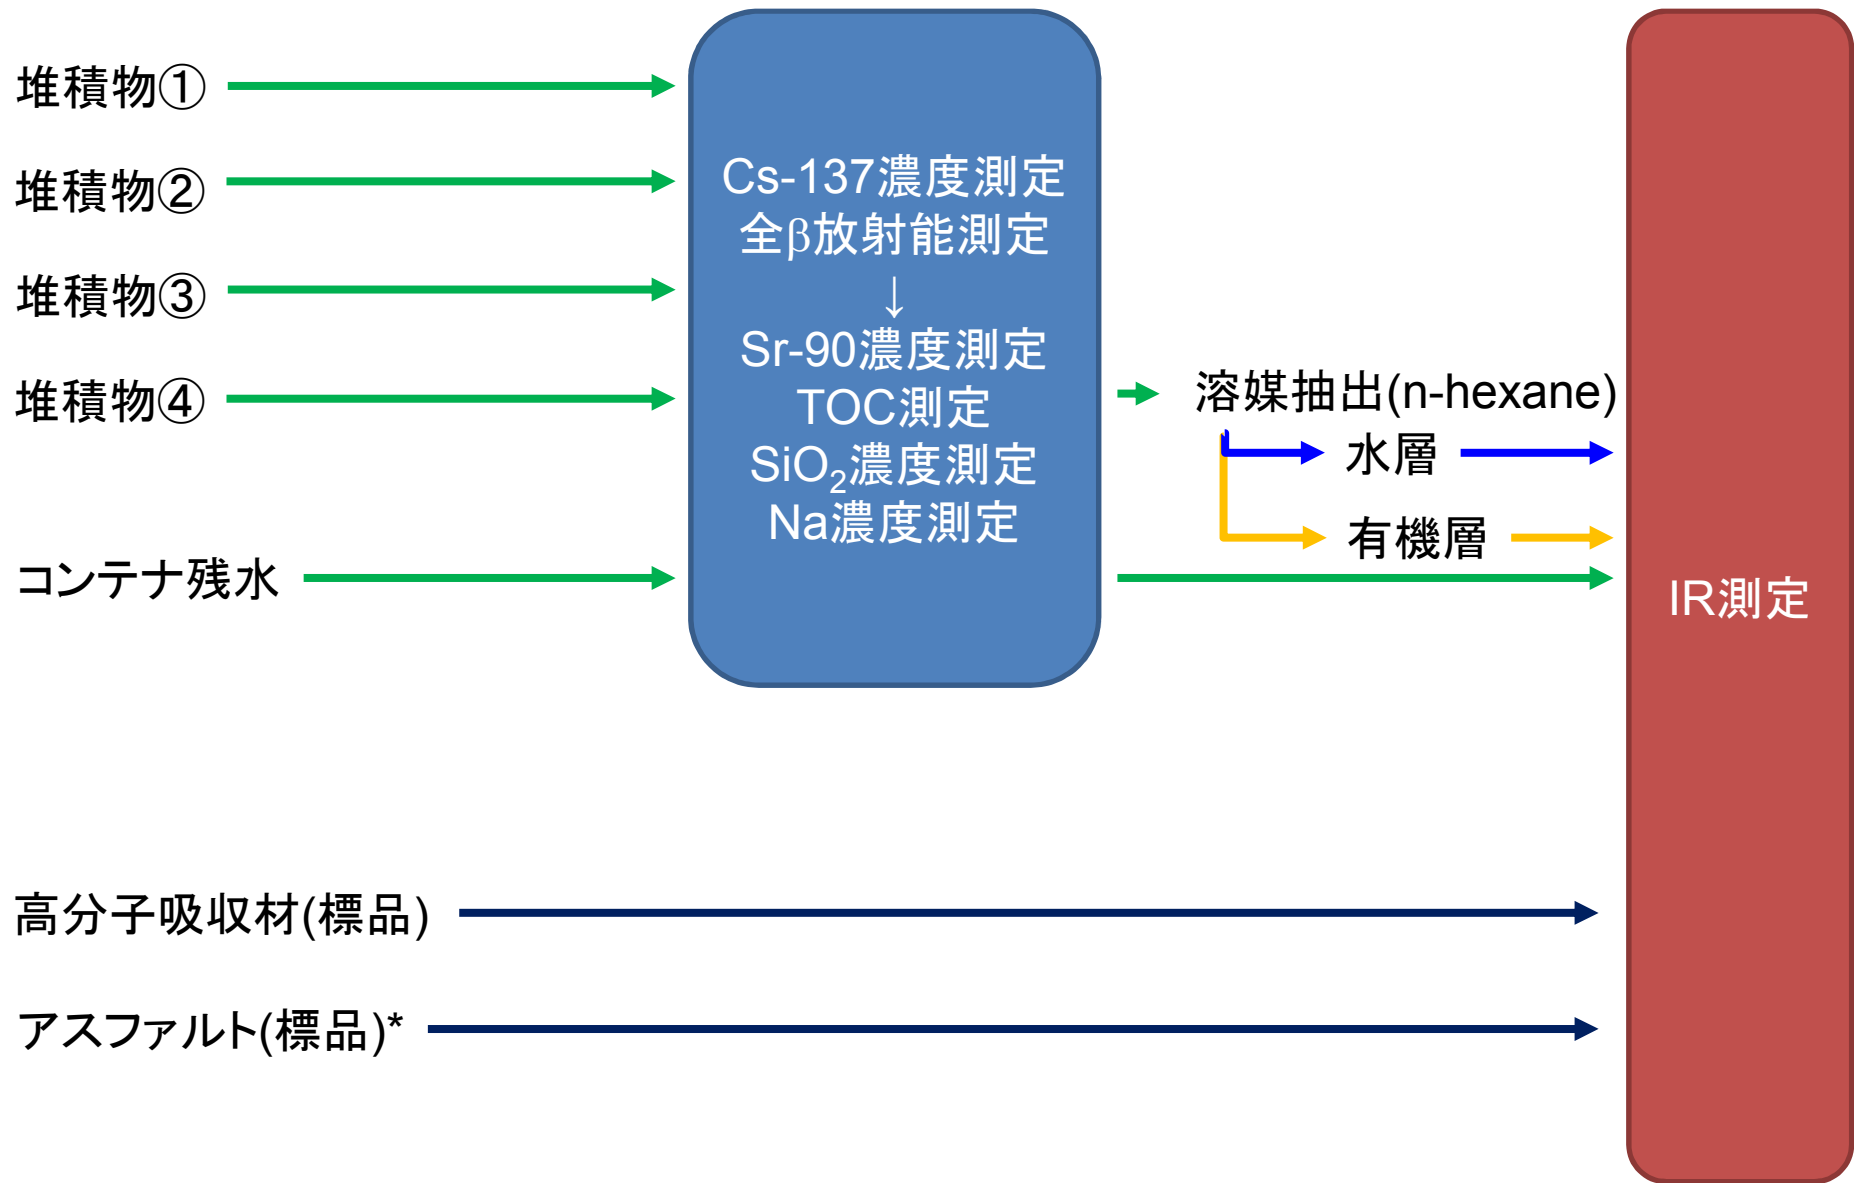 堆積物①
堆積物②
堆積物③
堆積物④
コンテナ残水
高分子吸収材(標品)
アスファルト(標品)*
Cs-137濃度測定
全β放射能測定
↓
Sr-90濃度測定
TOC測定
SiO₂濃度測定
Na濃度測定
溶媒抽出(n-hexane)
水層
有機層
IR測定